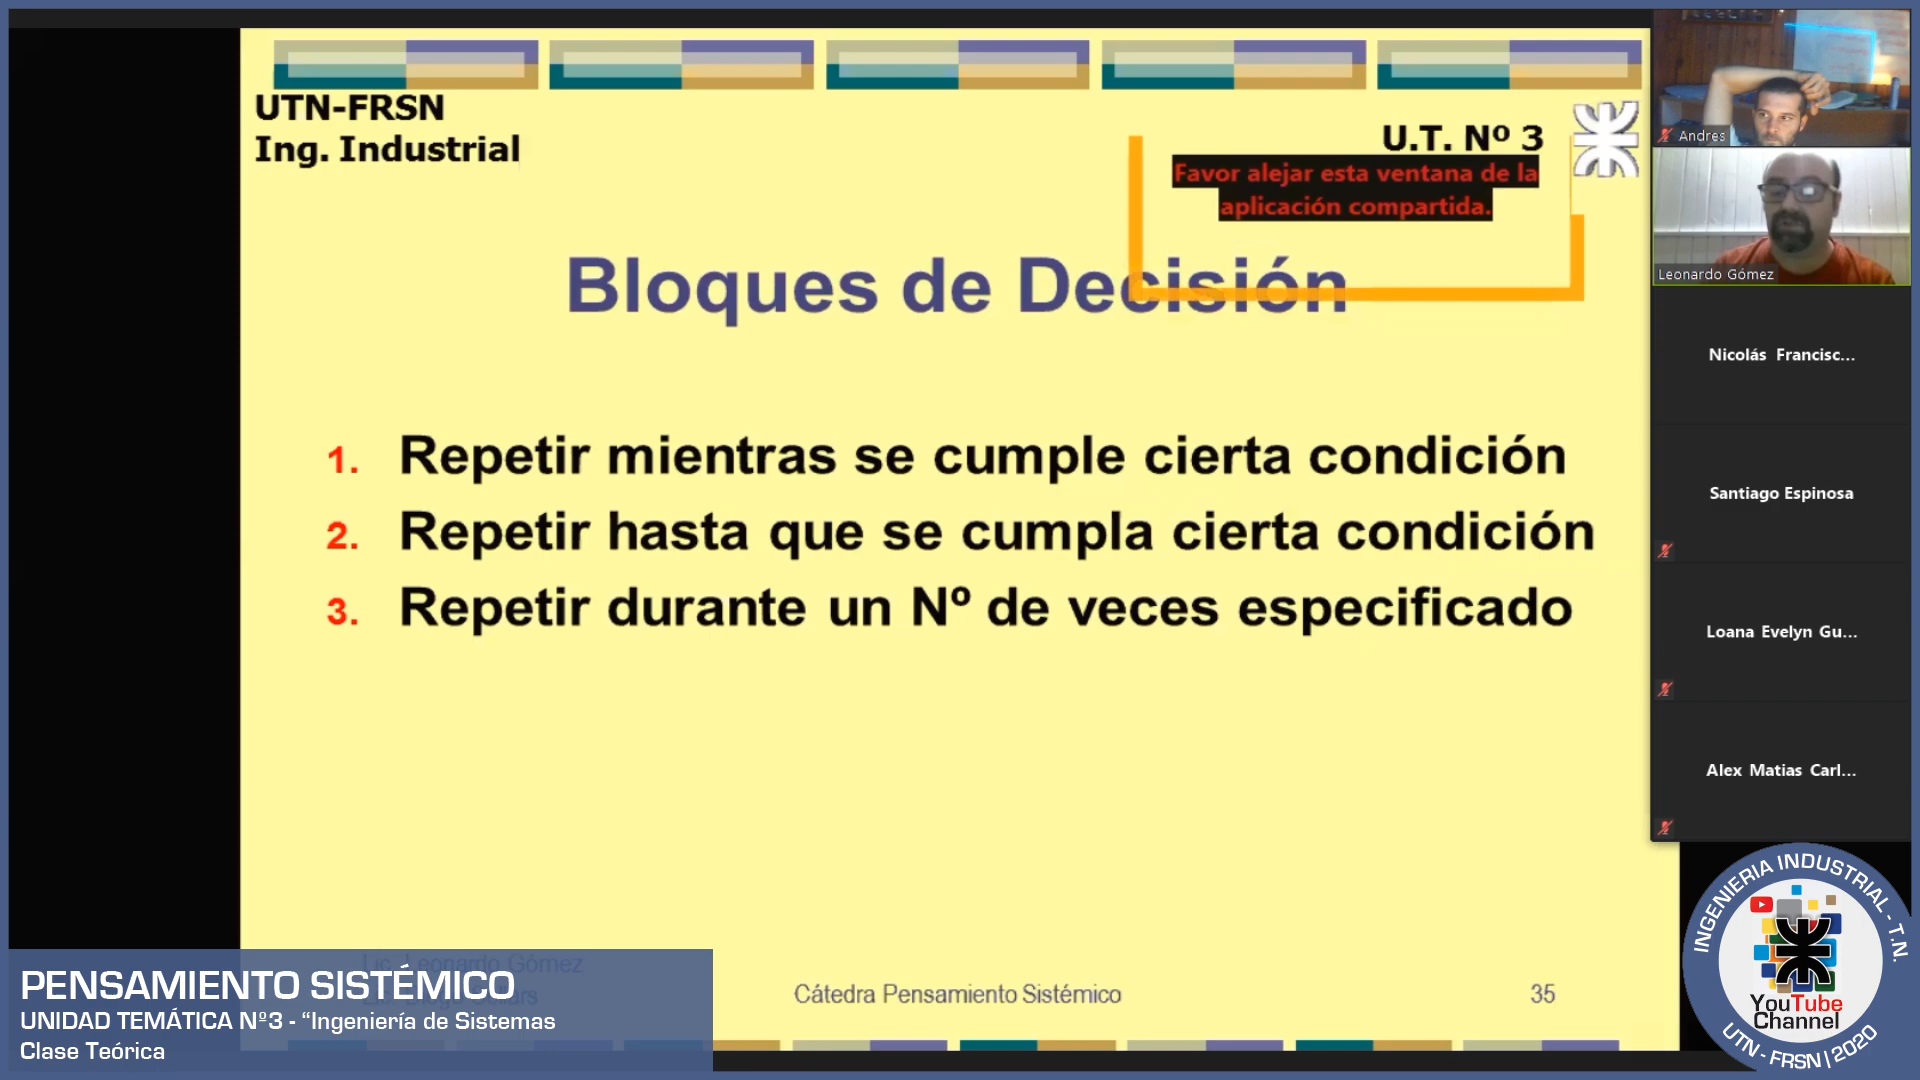 UTN-FRSN
Ing. Industrial
U.T. Nº 3
Favor alejar esta ventana de la
aplicación compartida.
Bloques de Decisión
1. Repetir mientras se cumple cierta condición
2. Repetir hasta que se cumpla cierta condición
3. Repetir durante un Nº de veces especificado
Lic. Leonardo Gómez
Cátedra Pensamiento Sistémico
35
PENSAMIENTO SISTÉMICO
UNIDAD TEMÁTICA Nº3 - “Ingeniería de Sistemas
Clase Teórica
Andres
Leonardo Gómez
Nicolás Francisc...
Santiago Espinosa
Loana Evelyn Gu...
Alex Matias Carl...
INGENIERIA INDUSTRIAL - T.N.
YouTube
Channel
UTN - FRSN | 2020